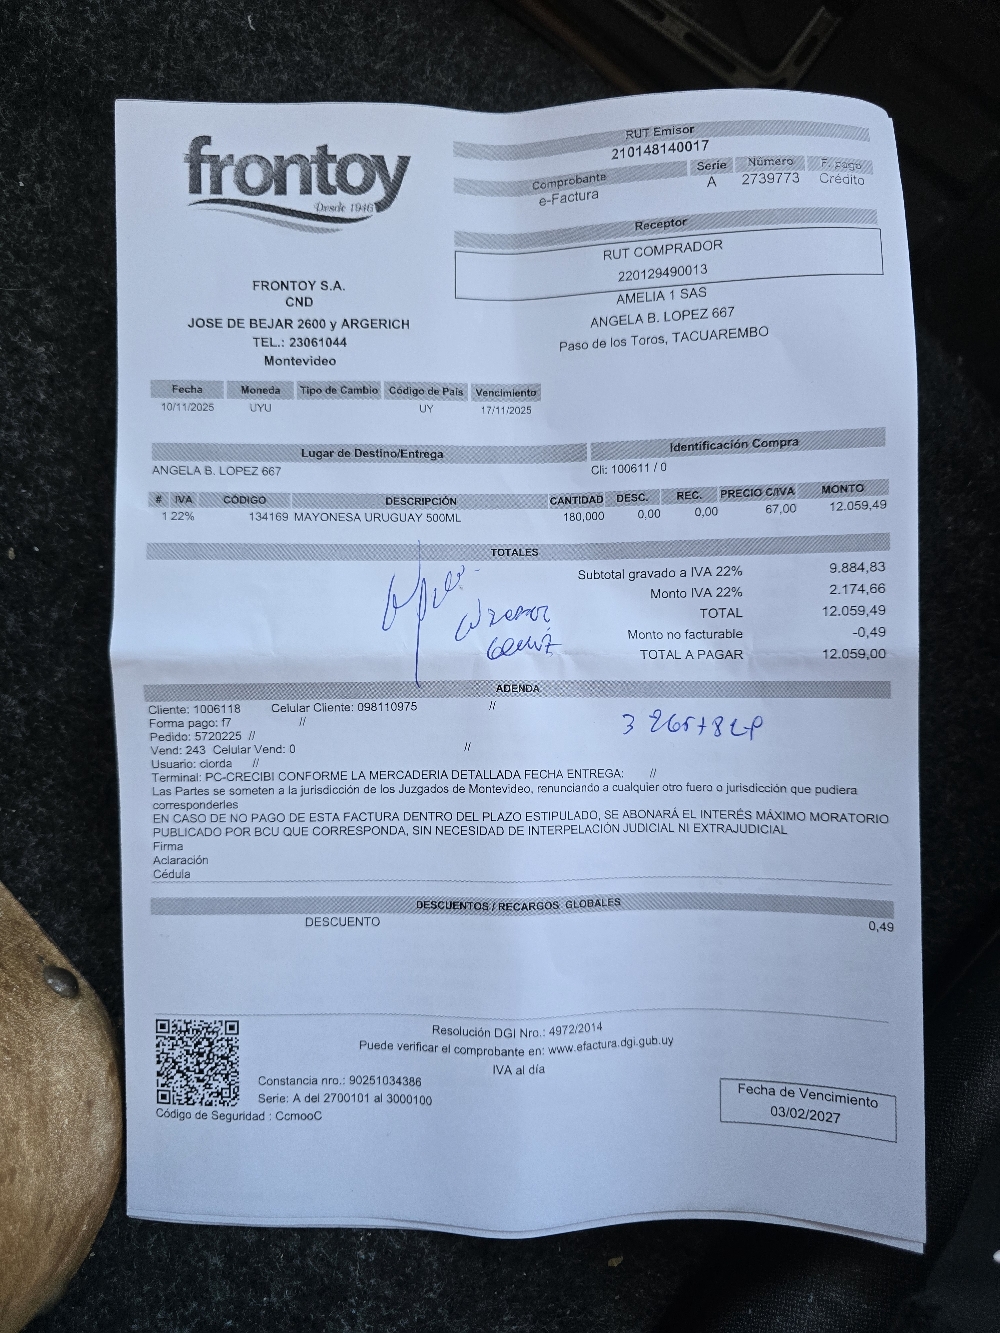 frontoy
Desde 1946
RUT Emisor
210148140017
Comprobante Serie Número F. pago
e-Factura A 2739773 Crédito
Receptor
RUT COMPRADOR
220129490013
AMELIA 1 SAS
ANGELA B. LOPEZ 667
Paso de los Toros, TACUAREMBO
FRONTOY S.A.
CND
JOSE DE BEJAR 2600 y ARGERICH
TEL.: 23061044
Montevideo
Fecha Moneda Tipo de Cambio Código de País Vencimiento
10/11/2025 UYU UY 17/11/2025
Lugar de Destino/Entrega Identificación Compra
ANGELA B. LOPEZ 667 Cli: 100611 / 0
# IVA CÓDIGO DESCRIPCIÓN CANTIDAD DESC. REC. PRECIO C/IVA MONTO
1 22% 134169 MAYONESA URUGUAY 500ML 180,000 0,00 0,00 67,00 12.059,49
TOTALES
Subtotal gravado a IVA 22% 9.884,83
Monto IVA 22% 2.174,66
TOTAL 12.059,49
Monto no facturable -0,49
TOTAL A PAGAR 12.059,00
ADENDA
Cliente: 1006118 Celular Cliente: 098110975 //
Forma pago: f7 //
Pedido: 5720225 //
Vend: 243 Celular Vend: 0 //
Usuario: ciorda //
Terminal: PC-CRECIBI CONFORME LA MERCADERIA DETALLADA FECHA ENTREGA: //
Las Partes se someten a la jurisdicción de los Juzgados de Montevideo, renunciando a cualquier otro fuero o jurisdicción que pudiera
corresponderles
EN CASO DE NO PAGO DE ESTA FACTURA DENTRO DEL PLAZO ESTIPULADO, SE ABONARÁ EL INTERÉS MÁXIMO MORATORIO
PUBLICADO POR BCU QUE CORRESPONDA, SIN NECESIDAD DE INTERPELACIÓN JUDICIAL NI EXTRAJUDICIAL
Firma
Aclaración
Cédula
DESCUENTOS / RECARGOS GLOBALES
DESCUENTO 0,49
Resolución DGI Nro.: 4972/2014
Puede verificar el comprobante en: www.efactura.dgi.gub.uy
IVA al día
Constancia nro.: 90251034386
Serie: A del 2700101 al 3000100
Código de Seguridad : CcmooC
Fecha de Vencimiento
03/02/2027